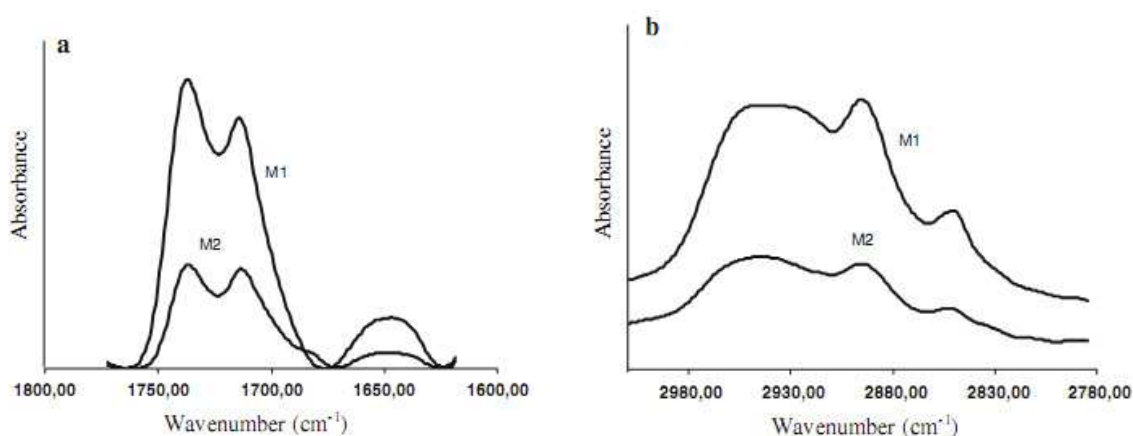 a
Absorbance
M1
M2
1800,00 1750,00 1700,00 1650,00 1600,00
Wavenumber (cm⁻¹)
b
Absorbance
M1
M2
2980,00 2930,00 2880,00 2830,00 2780,00
Wavenumber (cm⁻¹)